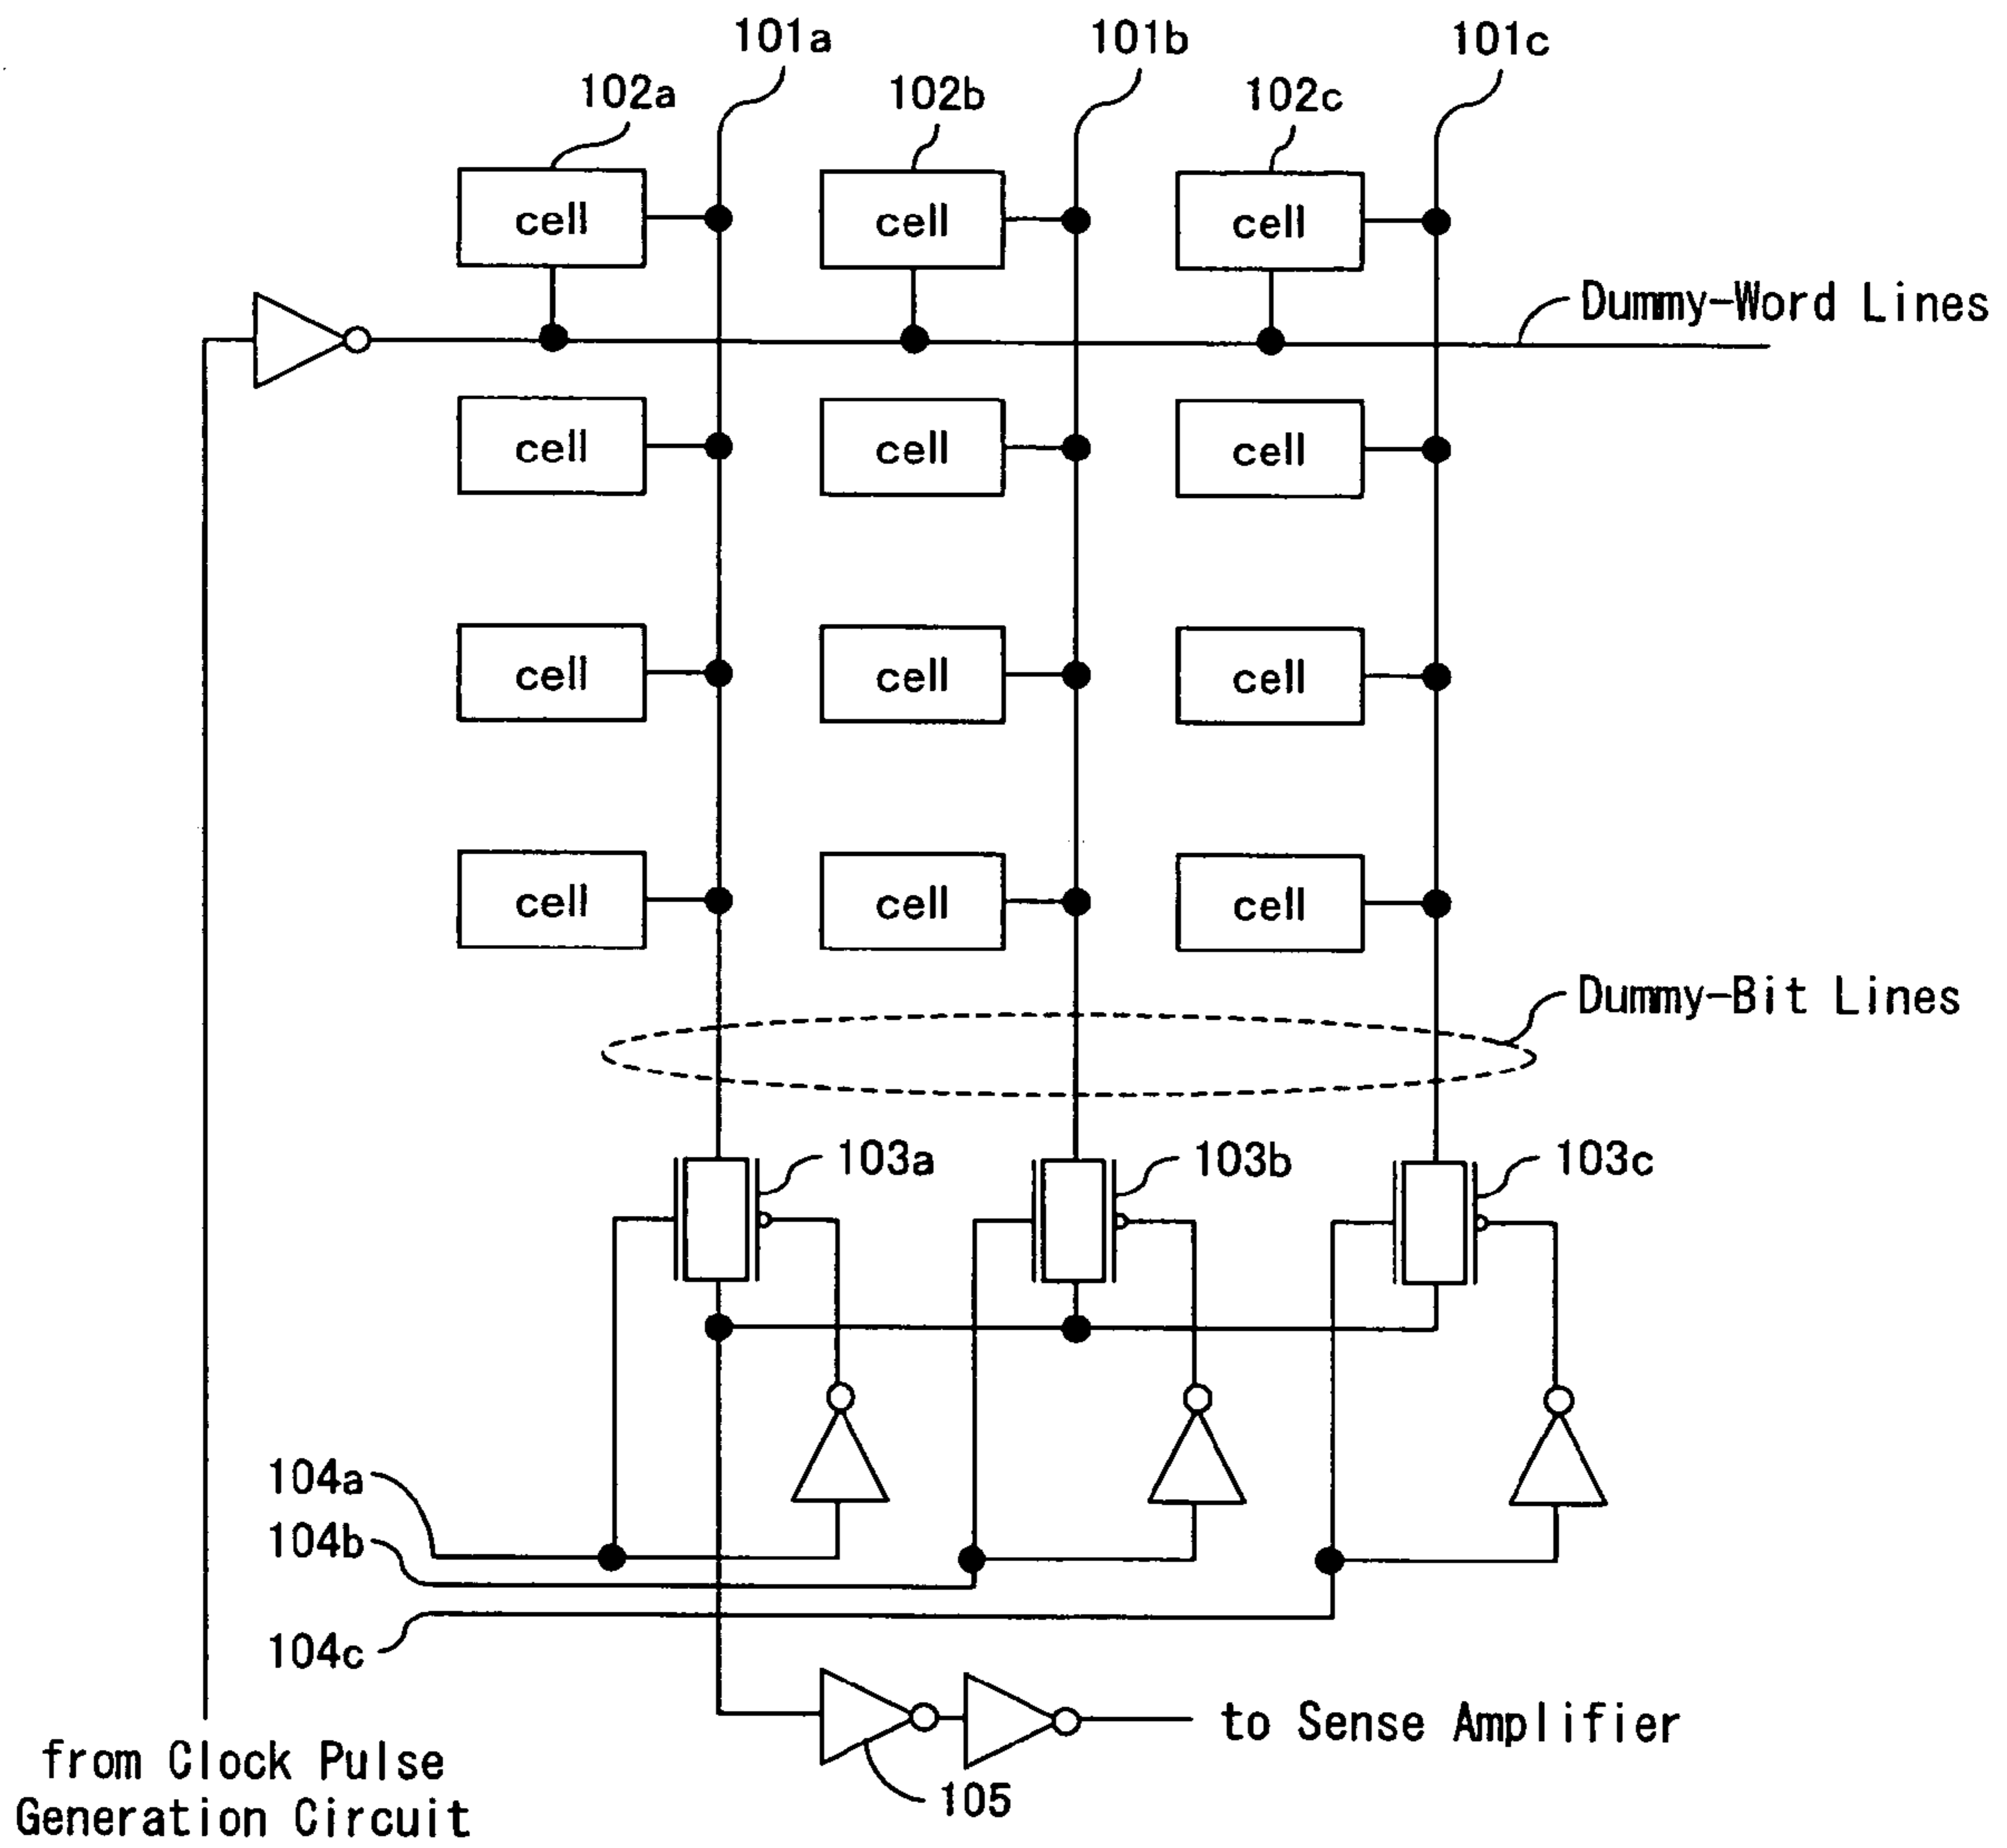 101a
101b
101c
102a
102b
102c
cell
cell
cell
Dummy-Word Lines
cell
cell
cell
cell
cell
cell
cell
cell
cell
Dummy-Bit Lines
103a
103b
103c
104a
104b
104c
to Sense Amplifier
105
from Clock Pulse
Generation Circuit